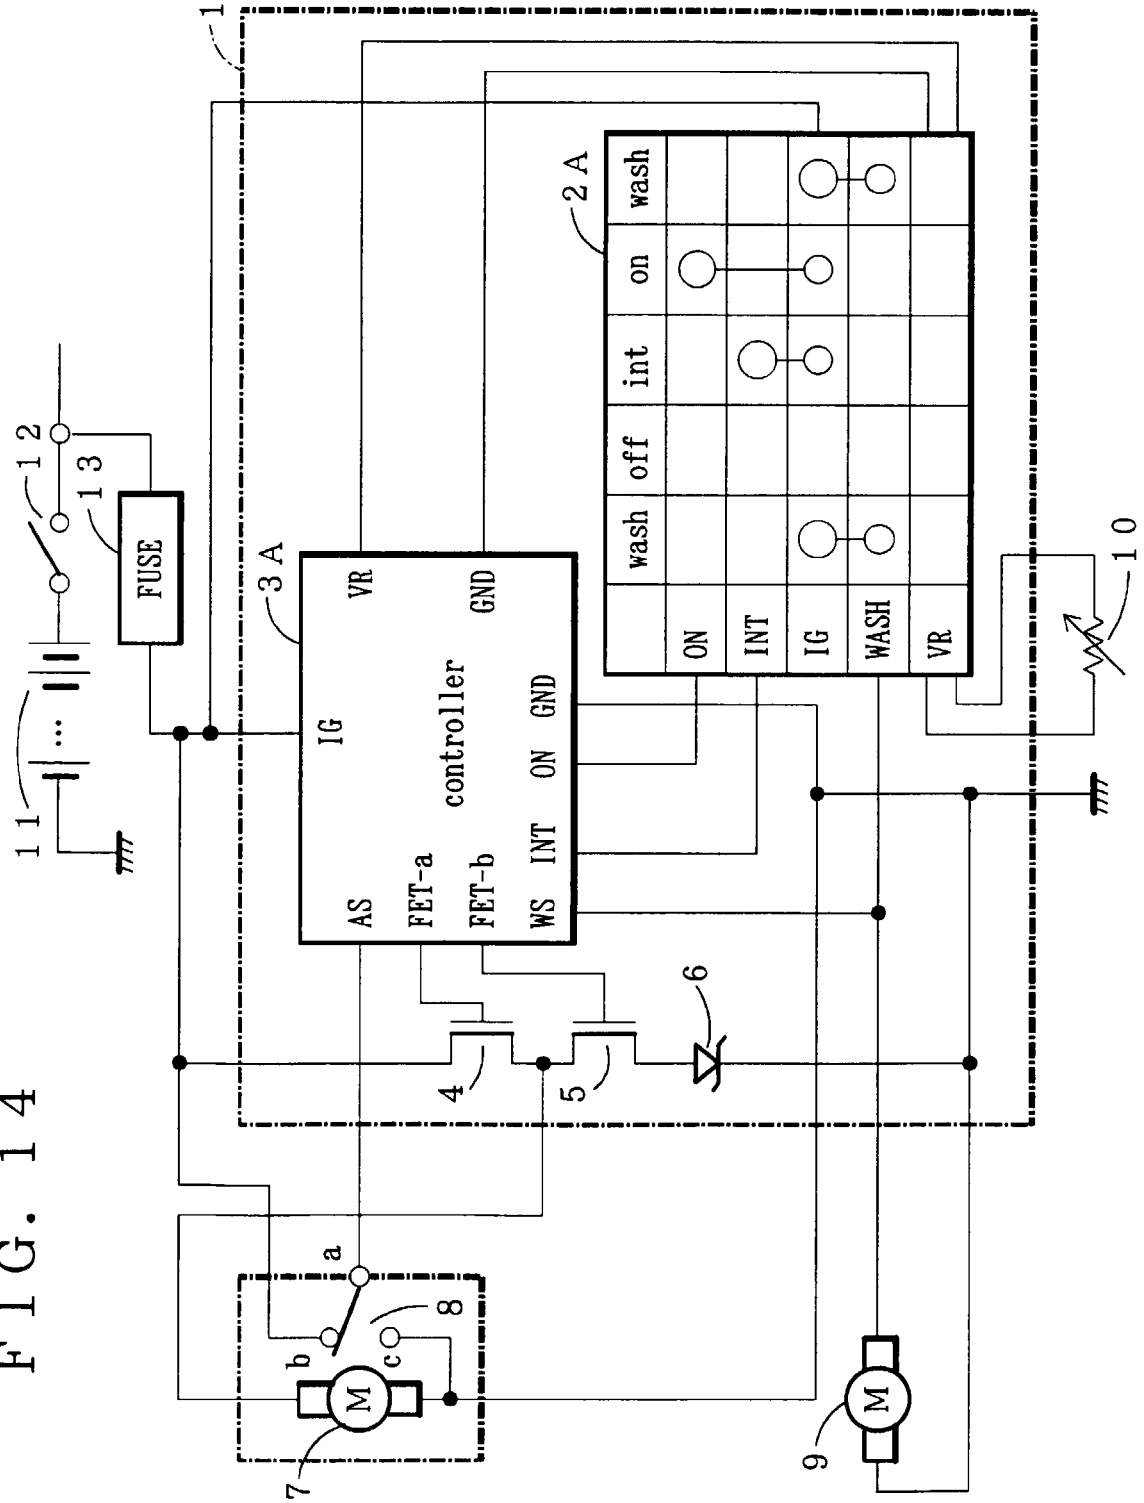 FIG. 14
11
12
13
FUSE
1
3A
IG
AS
VR
FET-a
controller
FET-b
GND
WS
INT
ON
GND
2A
wash
off
int
on
wash
ON
INT
IG
WASH
VR
4
5
6
a
b
c
8
M
7
M
9
10